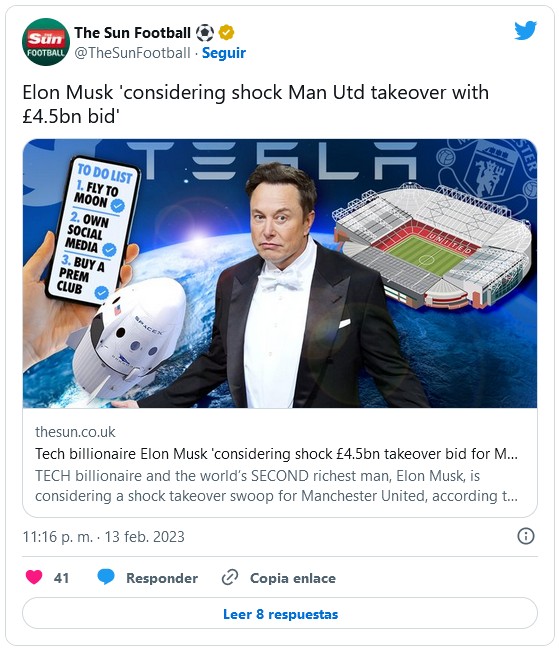 The Sun Football
@TheSunFootball · Seguir
Elon Musk 'considering shock Man Utd takeover with
£4.5bn bid'
TESLA
TO DO LIST
1. FLY TO
MOON
2. OWN
SOCIAL
MEDIA
3. BUY A
PREM
CLUB
SPACEX
UNITED
thesun.co.uk
Tech billionaire Elon Musk 'considering shock £4.5bn takeover bid for M...
TECH billionaire and the world's SECOND richest man, Elon Musk, is
considering a shock takeover swoop for Manchester United, according t...
11:16 p. m. · 13 feb. 2023
41 Responder Copia enlace
Leer 8 respuestas
THE Sun
FOOTBALL